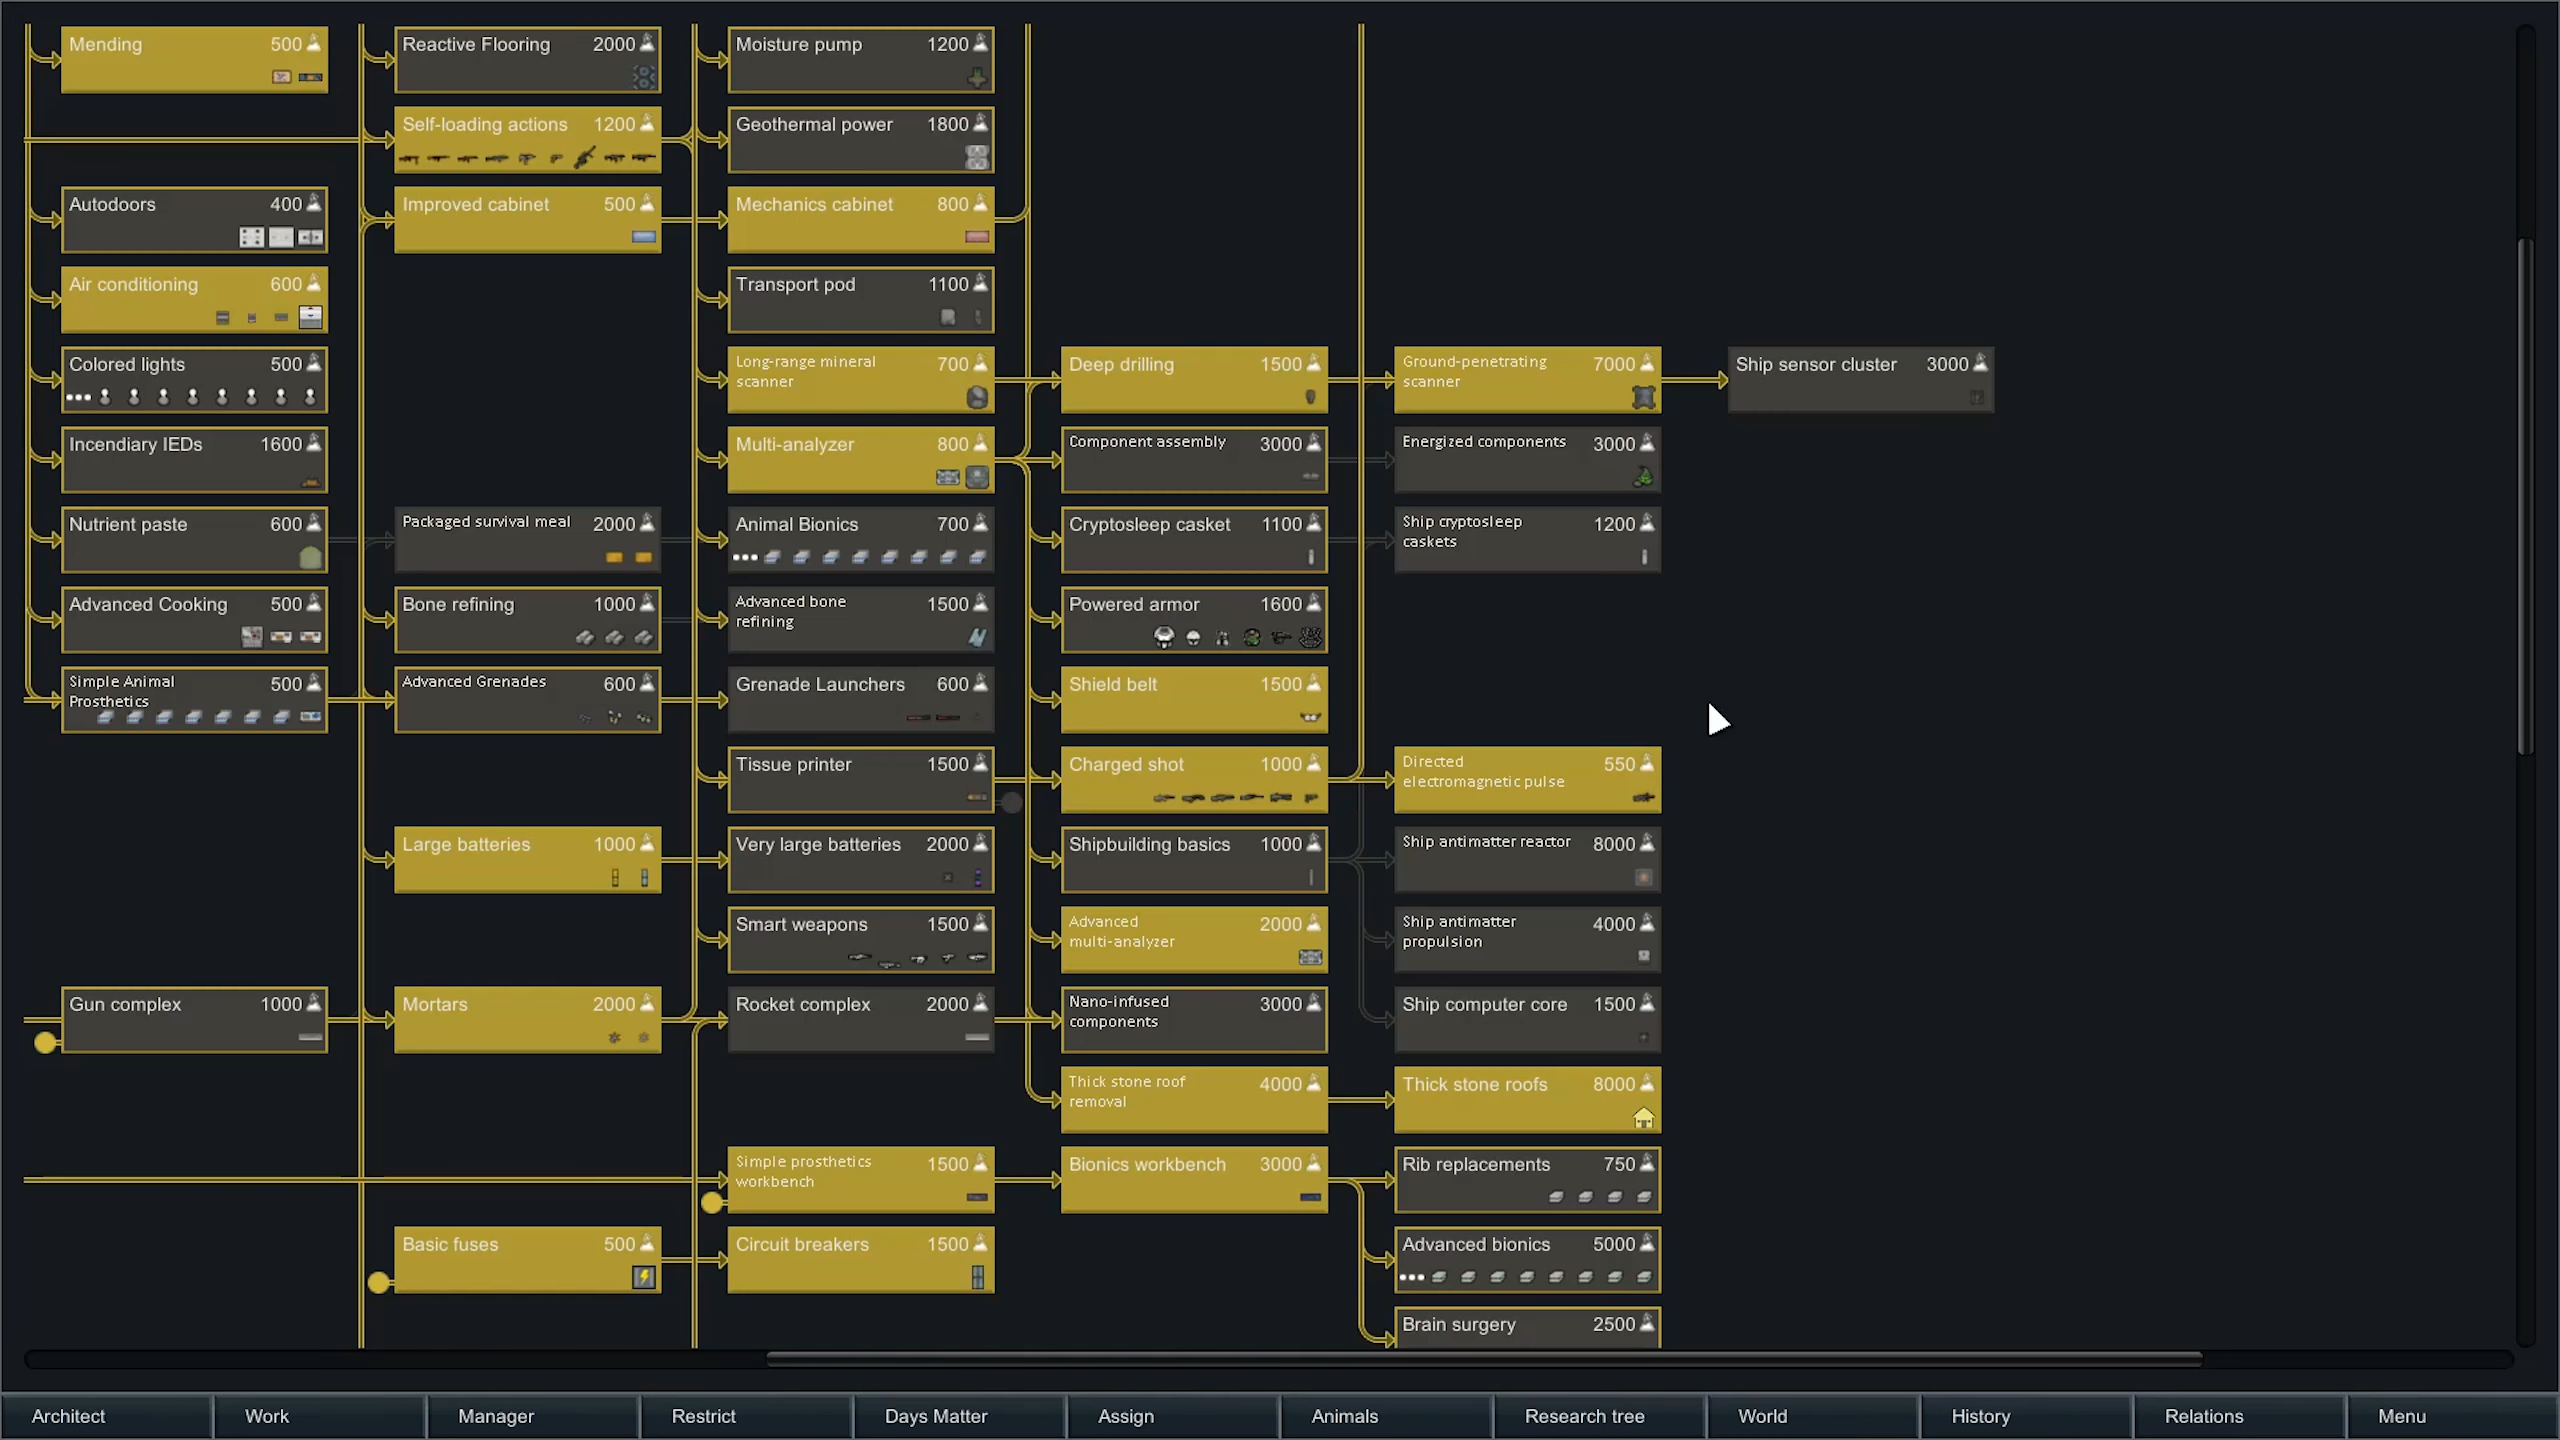 Mending 500
Reactive Flooring 2000
Moisture pump 1200
Self-loading actions 1200
Geothermal power 1800
Autodoors 400
Improved cabinet 500
Mechanics cabinet 800
Air conditioning 600
Transport pod 1100
Colored lights 500
Long-range mineral
scanner
700
Deep drilling 1500
Ground-penetrating
scanner
7000
Ship sensor cluster 3000
Incendiary IEDs 1600
Multi-analyzer 800
Component assembly 3000
Energized components 3000
Nutrient paste 600
Packaged survival meal 2000
Animal Bionics 700
Cryptosleep casket 1100
Ship cryptosleep
caskets
1200
Advanced Cooking 500
Bone refining 1000
Advanced bone
refining
1500
Powered armor 1600
Simple Animal
Prosthetics
500
Advanced Grenades 600
Grenade Launchers 600
Shield belt 1500
Tissue printer 1500
Charged shot 1000
Directed
electromagnetic pulse
550
Large batteries 1000
Very large batteries 2000
Shipbuilding basics 1000
Ship antimatter reactor 8000
Smart weapons 1500
Advanced
multi-analyzer
2000
Ship antimatter
propulsion
4000
Gun complex 1000
Mortars 2000
Rocket complex 2000
Nano-infused
components
3000
Ship computer core 1500
Thick stone roof
removal
4000
Thick stone roofs 8000
Simple prosthetics
workbench
1500
Bionics workbench 3000
Rib replacements 750
Basic fuses 500
Circuit breakers 1500
Advanced bionics 5000
Brain surgery 2500
Architect Work Manager Restrict Days Matter Assign Animals Research tree World History Relations Menu